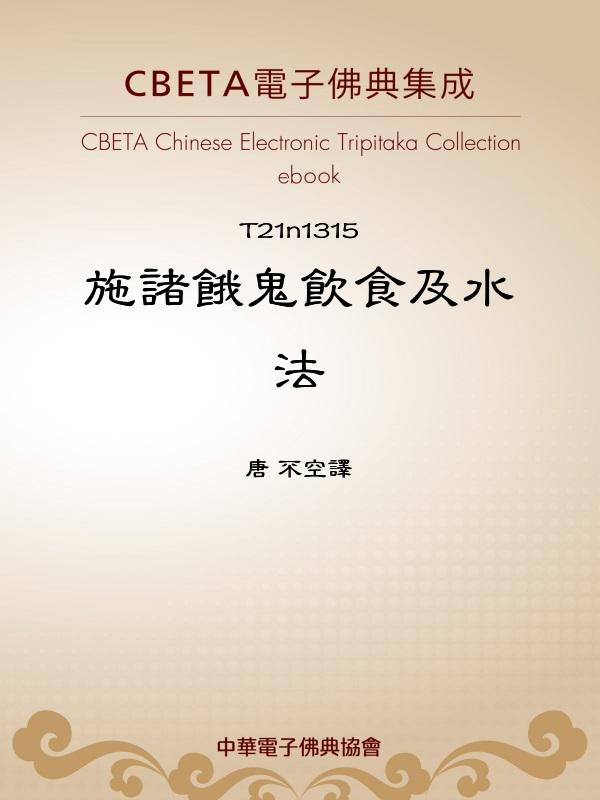 CBETA電子佛典集成
CBETA Chinese Electronic Tripitaka Collection
ebook
T21n1315
施諸餓鬼飲食及水
法
唐 不空譯
中華電子佛典協會